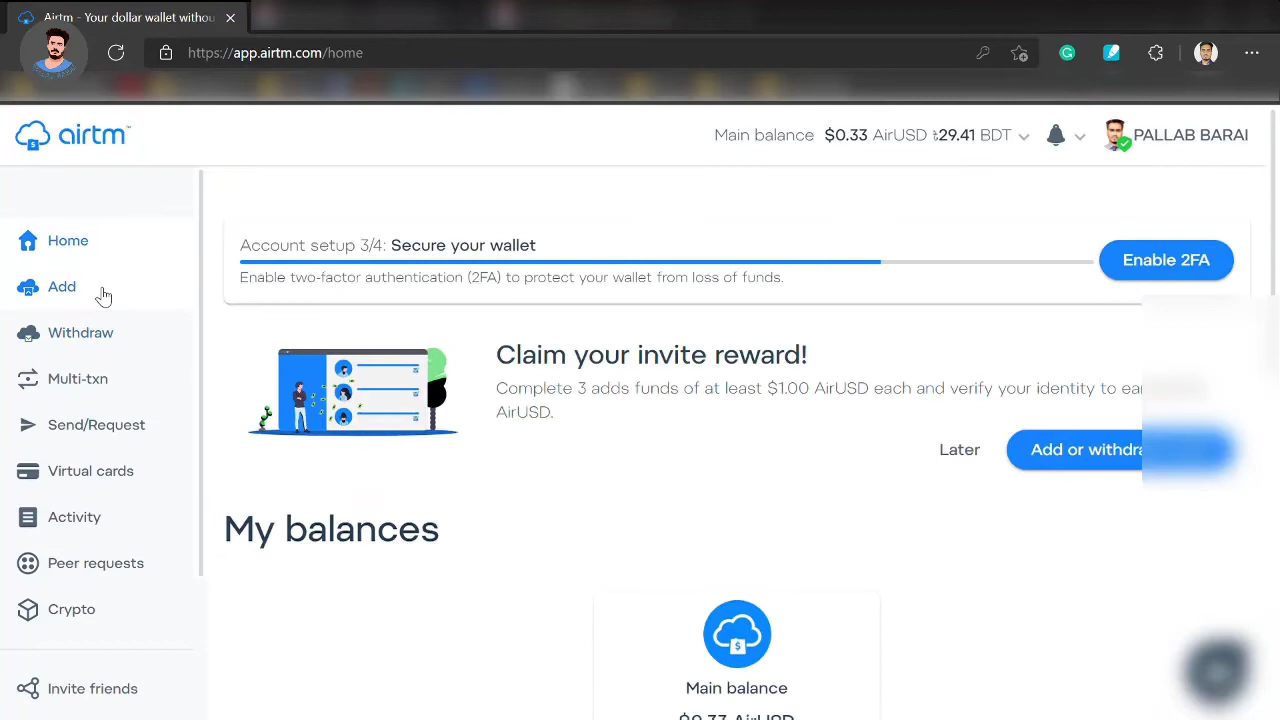 Airtm - Your dollar wallet withou
https://app.airtm.com/home
airtm™
Main balance $0.33 AirUSD ৳29.41 BDT
PALLAB BARAI
Home
Add
Withdraw
Multi-txn
Send/Request
Virtual cards
Activity
Peer requests
Crypto
Invite friends
Account setup 3/4: Secure your wallet
Enable two-factor authentication (2FA) to protect your wallet from loss of funds.
Enable 2FA
Claim your invite reward!
Complete 3 adds funds of at least $1.00 AirUSD each and verify your identity to ea
AirUSD.
Later
Add or withdra
My balances
Main balance
$0.33 AirUSD